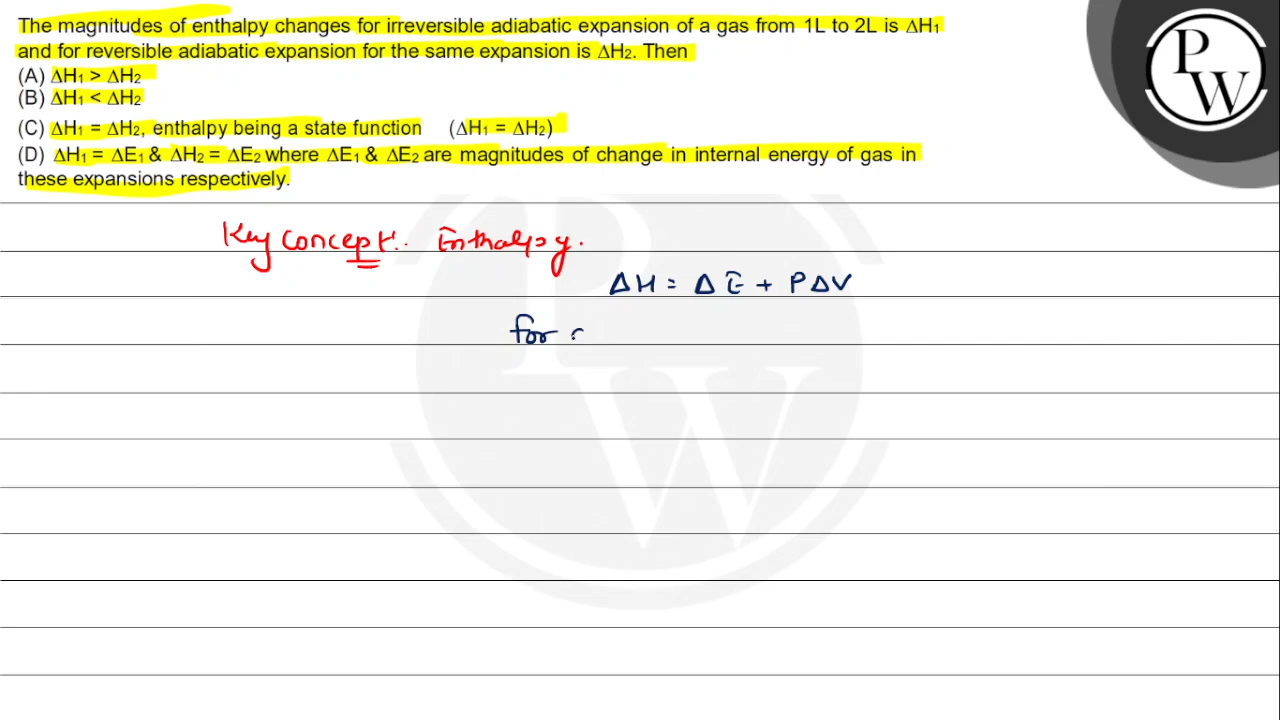 The magnitudes of enthalpy changes for irreversible adiabatic expansion of a gas from 1L to 2L is ΔH₁
and for reversible adiabatic expansion for the same expansion is ΔH₂. Then
(A) ΔH₁ > ΔH₂
(B) ΔH₁ < ΔH₂
(C) ΔH₁ = ΔH₂, enthalpy being a state function (ΔH₁ = ΔH₂)
(D) ΔH₁ = ΔE₁ & ΔH₂ = ΔE₂ where ΔE₁ & ΔE₂ are magnitudes of change in internal energy of gas in
these expansions respectively.
Key concept:. Enthalpy.
ΔH = ΔE + PΔV
for
PW
PW